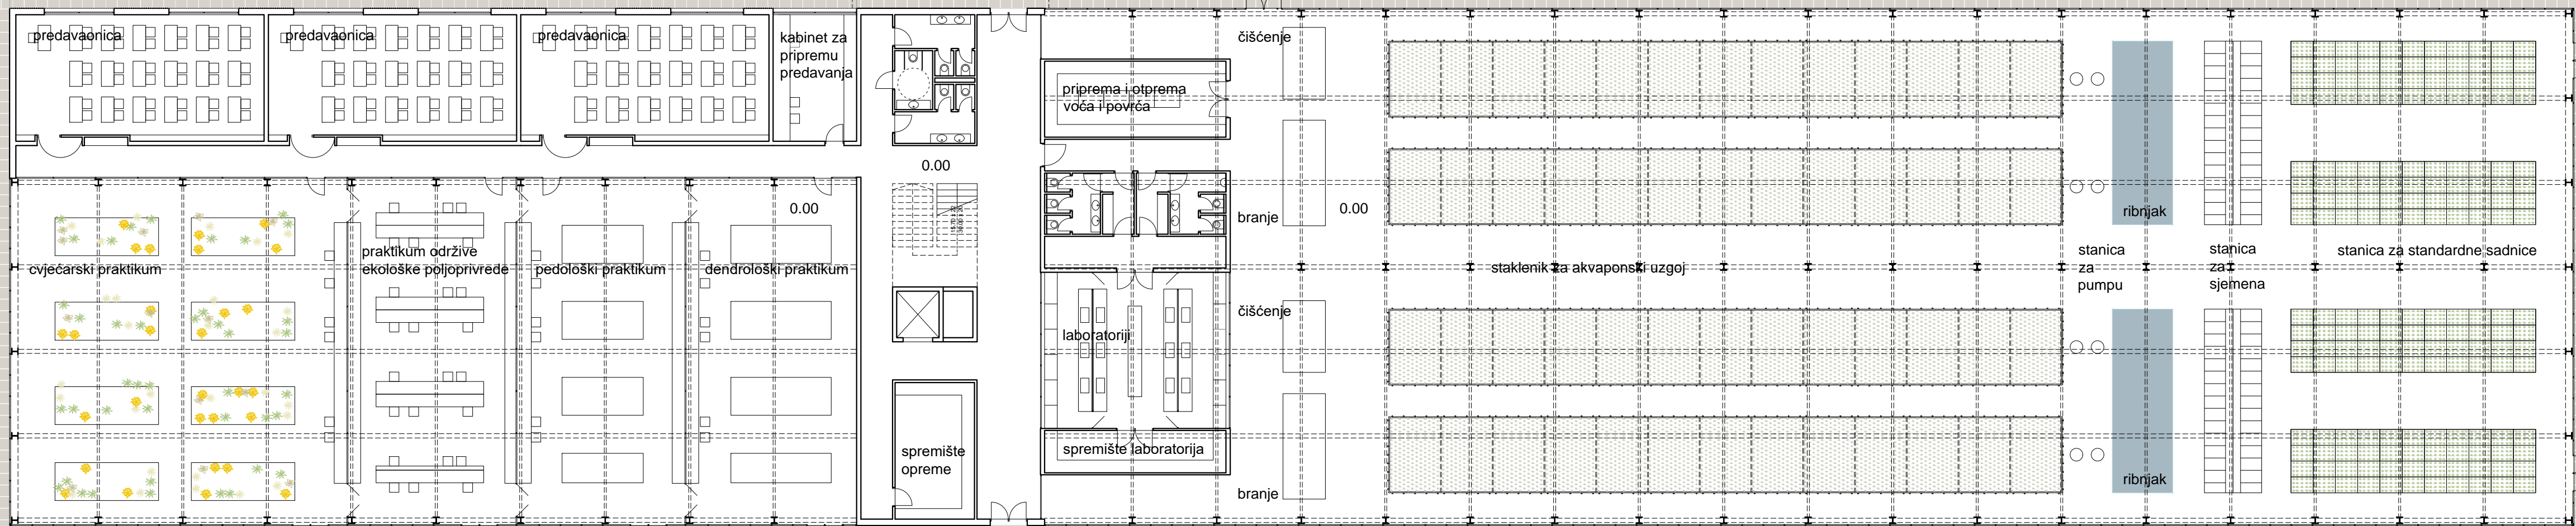 predavaonica
predavaonica
predavaonica
kabinet za
pripremu
predavanja
čišćenje
priprema i otprema
voća i povrća
0.00
0.00
branje
0.00
ribnjak
cvjećarski praktikum
praktikum održive
ekološke poljoprivrede
pedološki praktikum
dendrološki praktikum
staklenik za akvaponski uzgoj
stanica
za
pumpu
stanica
za
sjemena
stanica za standardne sadnice
čišćenje
laboratoriji
spremište
opreme
spremište laboratorija
branje
ribnjak